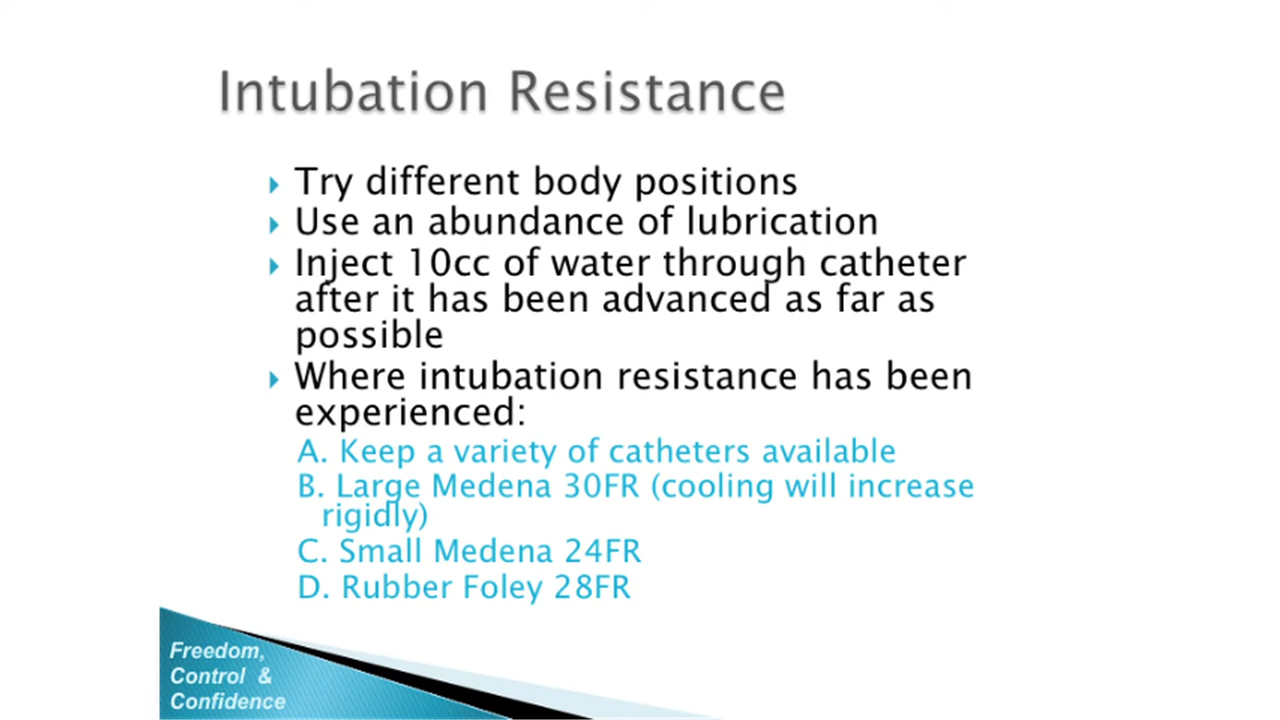 Intubation Resistance
Try different body positions
Use an abundance of lubrication
Inject 10cc of water through catheter
after it has been advanced as far as
possible
Where intubation resistance has been
experienced:
A. Keep a variety of catheters available
B. Large Medena 30FR (cooling will increase
rigidly)
C. Small Medena 24FR
D. Rubber Foley 28FR
Freedom,
Control &
Confidence